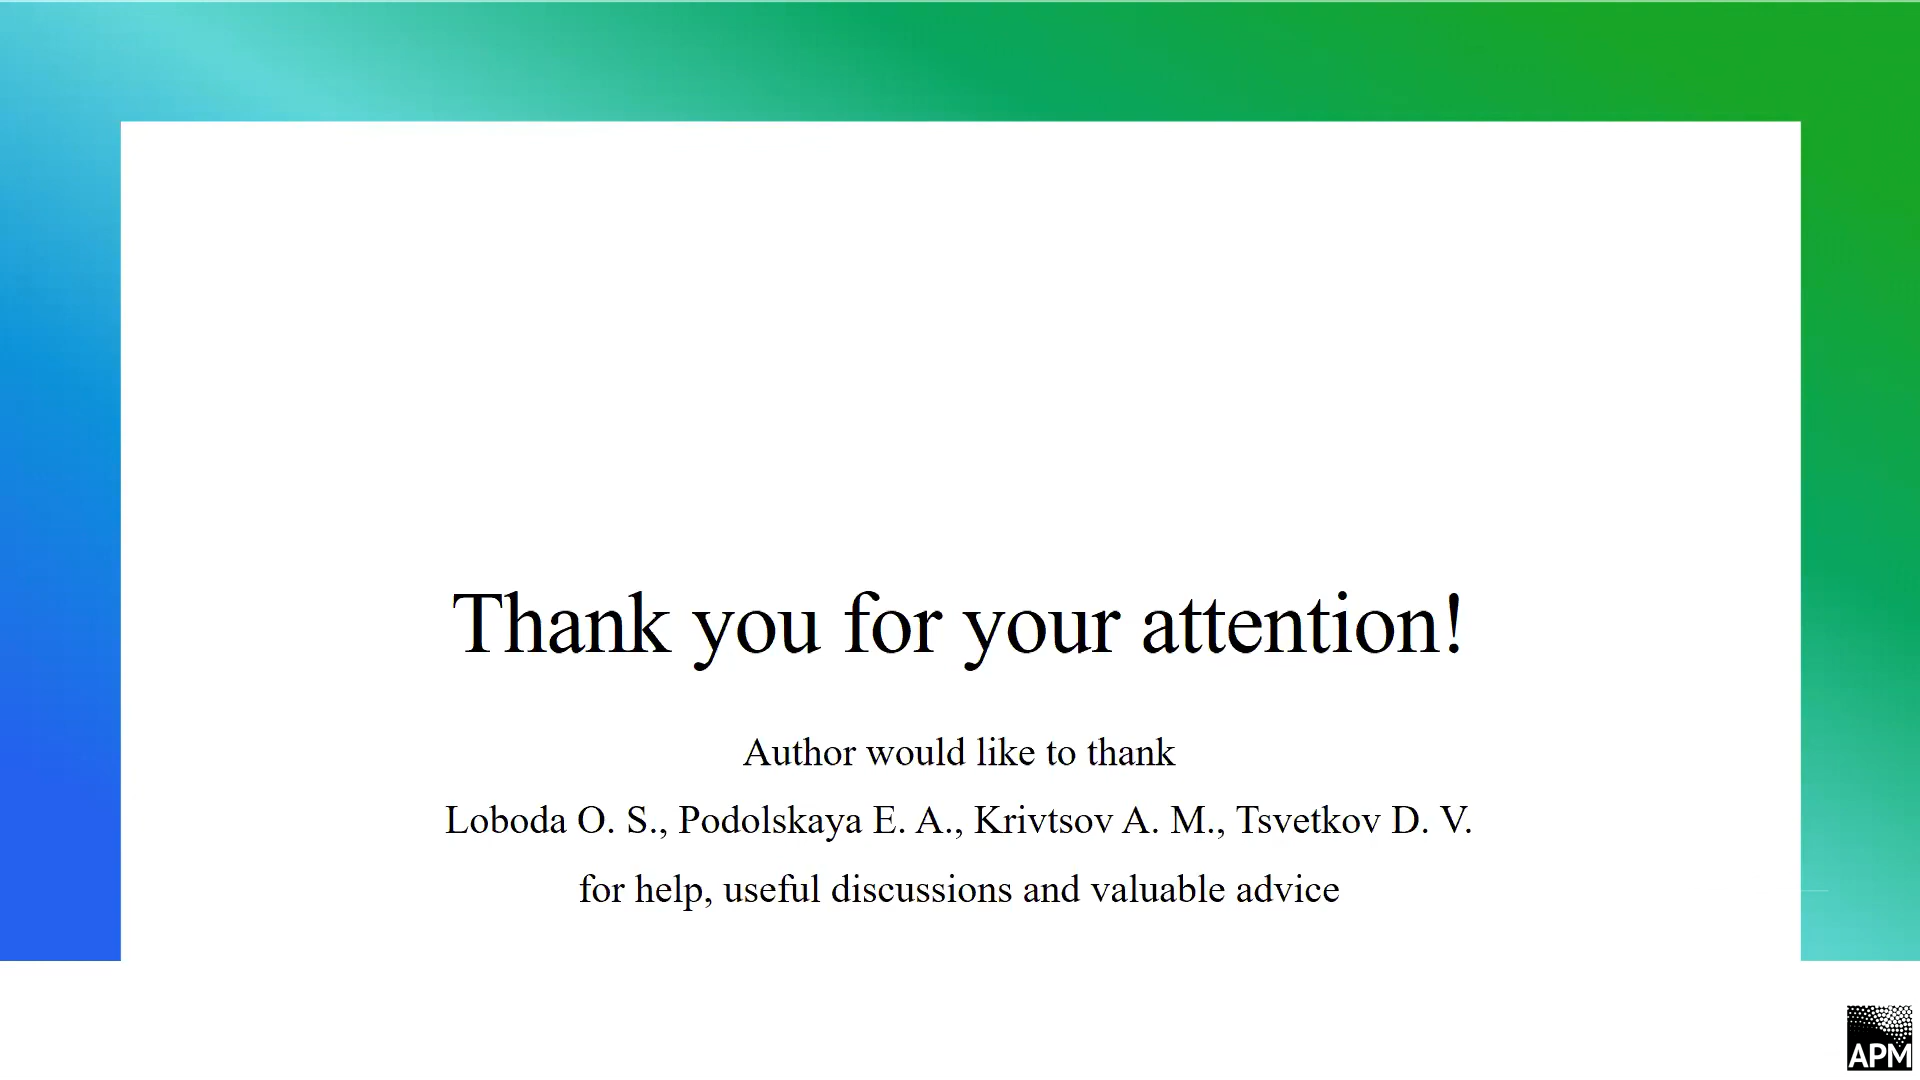 Thank you for your attention!
Author would like to thank
Loboda O. S., Podolskaya E. A., Krivtsov A. M., Tsvetkov D. V.
for help, useful discussions and valuable advice
APM